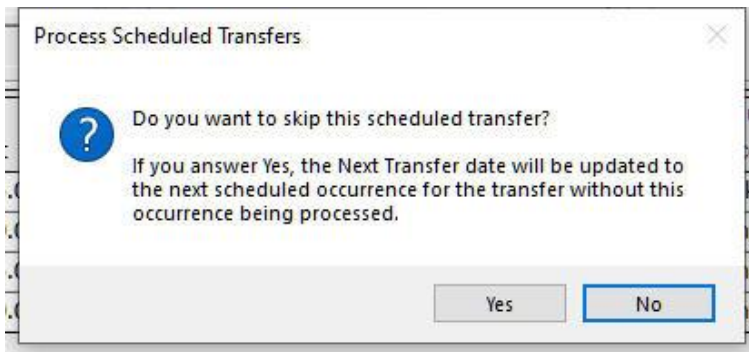 Process Scheduled Transfers
Do you want to skip this scheduled transfer?
If you answer Yes, the Next Transfer date will be updated to
the next scheduled occurrence for the transfer without this
occurrence being processed.
Yes
No